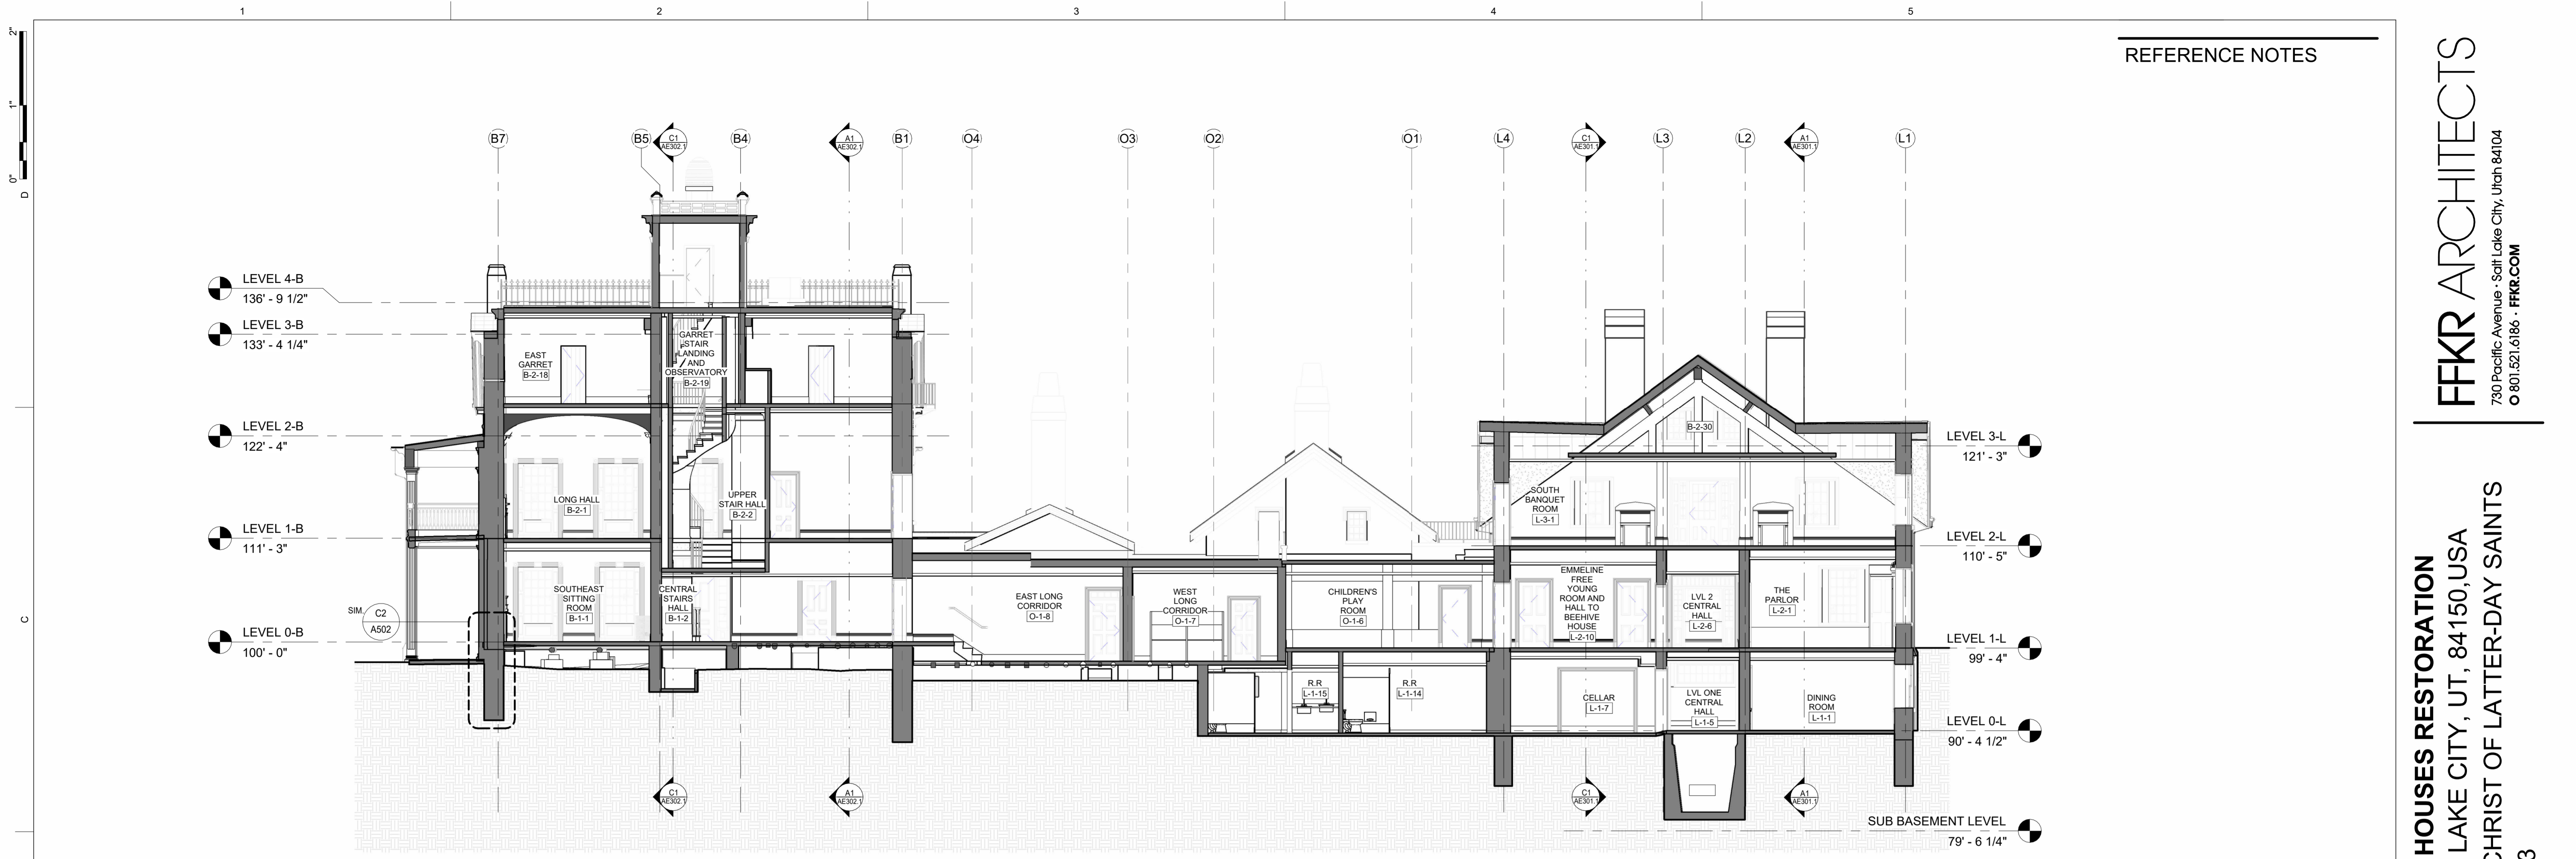 1
2
3
4
5
2"
1"
0"
D
C
REFERENCE NOTES
B7
B5
C1
AE302.1
B4
A1
AE302.1
B1
O4
O3
O2
O1
L4
C1
AE301.1
L3
L2
A1
AE301.1
L1
LEVEL 4-B
136' - 9 1/2"
LEVEL 3-B
133' - 4 1/4"
LEVEL 2-B
122' - 4"
LEVEL 1-B
111' - 3"
LEVEL 0-B
100' - 0"
SIM.
C2
A502
EAST
GARRET
B-2-18
GARRET
STAIR
LANDING
AND
OBSERVATORY
B-2-19
LONG HALL
B-2-1
UPPER
STAIR HALL
B-2-2
SOUTHEAST
SITTING
ROOM
B-1-1
CENTRAL
STAIRS
HALL
B-1-2
EAST LONG
CORRIDOR
O-1-8
WEST
LONG
CORRIDOR
O-1-7
CHILDREN'S
PLAY
ROOM
O-1-6
B-2-30
SOUTH
BANQUET
ROOM
L-3-1
EMMELINE
FREE
YOUNG
ROOM AND
HALL TO
BEEHIVE
HOUSE
L-2-10
LVL 2
CENTRAL
HALL
L-2-6
THE
PARLOR
L-2-1
R.R
L-1-15
R.R
L-1-14
CELLAR
L-1-7
LVL ONE
CENTRAL
HALL
L-1-5
DINING
ROOM
L-1-1
LEVEL 3-L
121' - 3"
LEVEL 2-L
110' - 5"
LEVEL 1-L
99' - 4"
LEVEL 0-L
90' - 4 1/2"
SUB BASEMENT LEVEL
79' - 6 1/4"
C1
AE302.1
A1
AE302.1
C1
AE301.1
A1
AE301.1
FFKR ARCHITECTS
730 Pacific Avenue · Salt Lake City, Utah 84104
O 801.521.6186 · FFKR.COM
HOUSES RESTORATION
LAKE CITY, UT, 84150,USA
CHRIST OF LATTER-DAY SAINTS
3